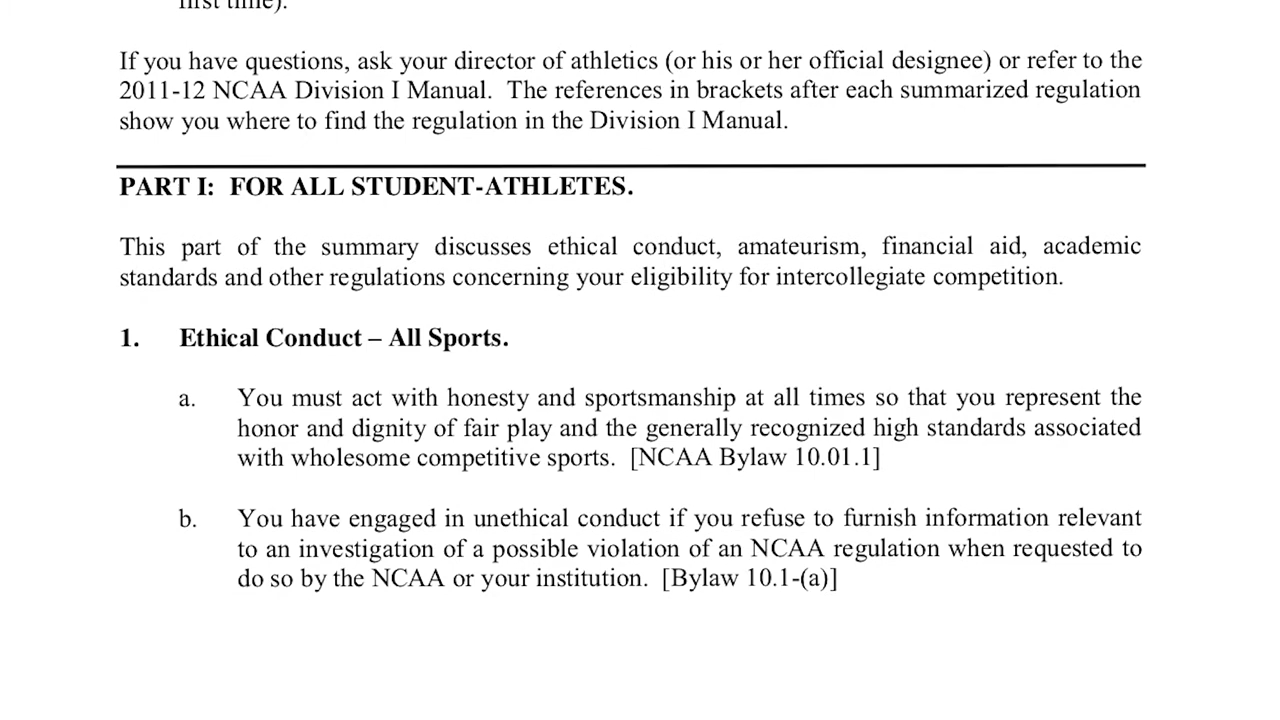 first time).
If you have questions, ask your director of athletics (or his or her official designee) or refer to the
2011-12 NCAA Division I Manual. The references in brackets after each summarized regulation
show you where to find the regulation in the Division I Manual.
PART I: FOR ALL STUDENT-ATHLETES.
This part of the summary discusses ethical conduct, amateurism, financial aid, academic
standards and other regulations concerning your eligibility for intercollegiate competition.
1. Ethical Conduct – All Sports.
a. You must act with honesty and sportsmanship at all times so that you represent the
honor and dignity of fair play and the generally recognized high standards associated
with wholesome competitive sports. [NCAA Bylaw 10.01.1]
b. You have engaged in unethical conduct if you refuse to furnish information relevant
to an investigation of a possible violation of an NCAA regulation when requested to
do so by the NCAA or your institution. [Bylaw 10.1-(a)]